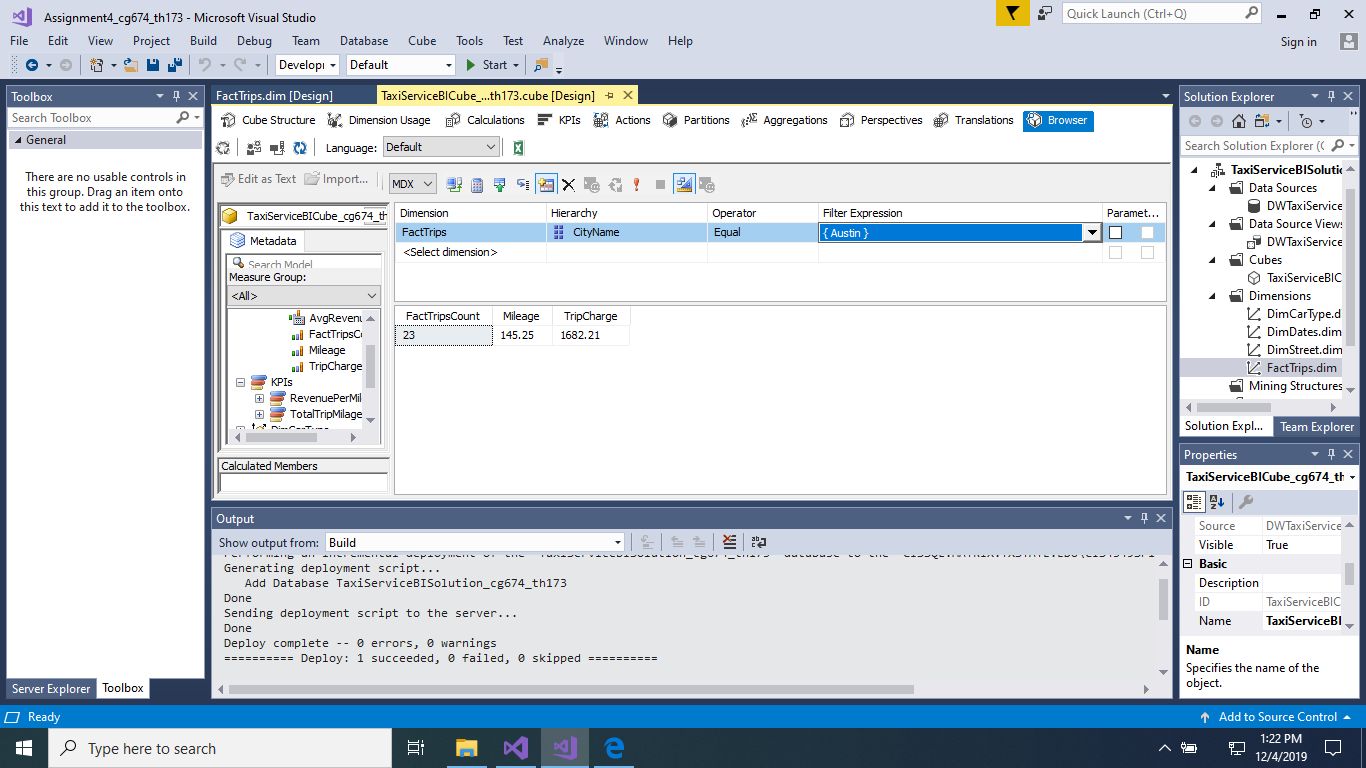 Assignment4_cg674_th173 - Microsoft Visual Studio
Quick Launch (Ctrl+Q)
File Edit View Project Build Debug Team Database Cube Tools Test Analyze Window Help
Sign in
Developi Default Start
Toolbox
Search Toolbox
General
There are no usable controls in
this group. Drag an item onto
this text to add it to the toolbox.
Server Explorer Toolbox
FactTrips.dim [Design] TaxiServiceBICube_...th173.cube [Design]
Cube Structure Dimension Usage Calculations KPIs Actions Partitions Aggregations Perspectives Translations Browser
Language: Default
Edit as Text Import... MDX
TaxiServiceBICube_cg674_th
Metadata
Search Model
Measure Group:
<All>
AvgRevenu
FactTripsCo
Mileage
TripCharge
KPIs
RevenuePerMil
TotalTripMilage
DimCarType
Calculated Members
Dimension Hierarchy Operator Filter Expression Paramet...
FactTrips CityName Equal { Austin }
<Select dimension>
FactTripsCount Mileage TripCharge
23 145.25 1682.21
Output
Show output from: Build
Performing an incremental deployment of the 'TaxiServiceBISolution_cg674_th173' database to the
Generating deployment script...
Add Database TaxiServiceBISolution_cg674_th173
Done
Sending deployment script to the server...
Done
Deploy complete -- 0 errors, 0 warnings
========== Deploy: 1 succeeded, 0 failed, 0 skipped ==========
Solution Explorer
Search Solution Explorer (C
TaxiServiceBISolutio
Data Sources
DWTaxiService
Data Source Views
DWTaxiService
Cubes
TaxiServiceBIC
Dimensions
DimCarType.d
DimDates.dim
DimStreet.dim
FactTrips.dim
Mining Structures
Solution Expl... Team Explorer
Properties
TaxiServiceBICube_cg674_th
Source DWTaxiService
Visible True
Basic
Description
ID TaxiServiceBIC
Name TaxiServiceBI
Name
Specifies the name of the
object.
Ready
Add to Source Control
Type here to search
1:22 PM
12/4/2019